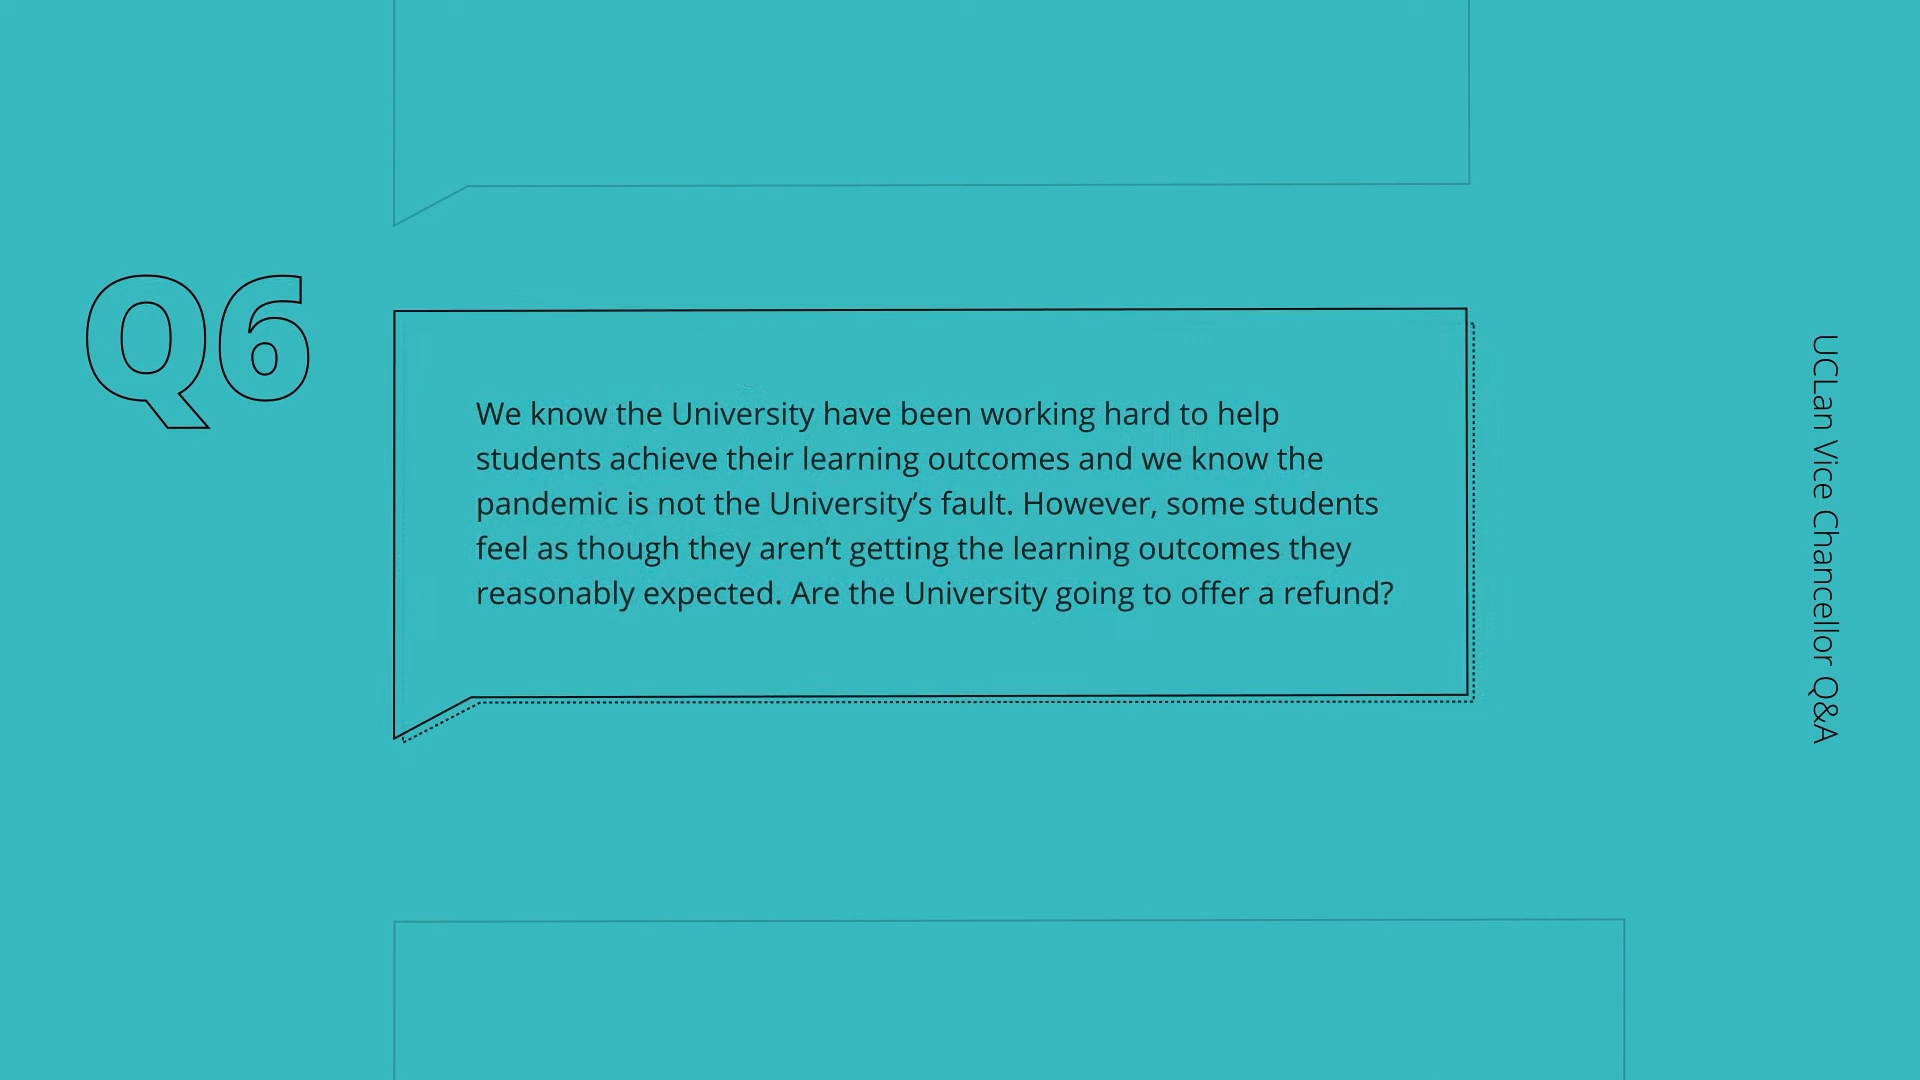 Q6
We know the University have been working hard to help
students achieve their learning outcomes and we know the
pandemic is not the University’s fault. However, some students
feel as though they aren’t getting the learning outcomes they
reasonably expected. Are the University going to offer a refund?
UCLan Vice Chancellor Q&A